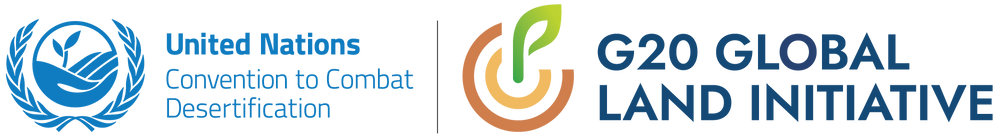 United Nations
Convention to Combat
Desertification
G20 GLOBAL
LAND INITIATIVE